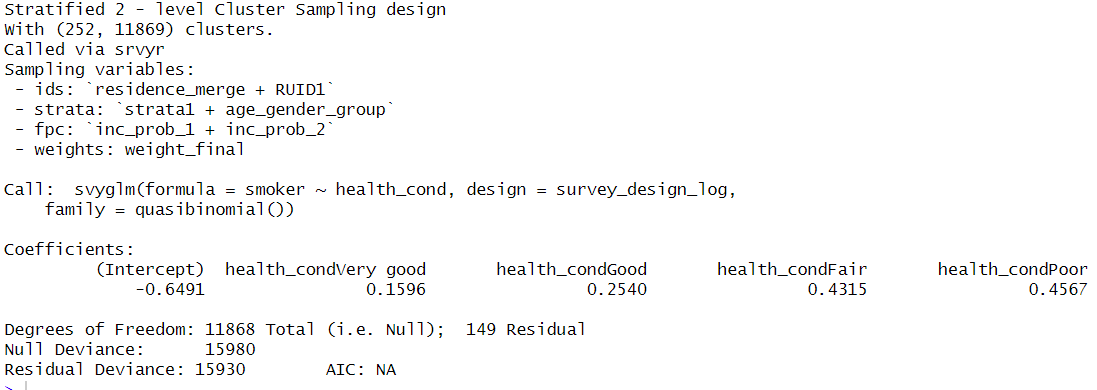 Stratified 2 - level Cluster Sampling design
With (252, 11869) clusters.
Called via srvyr
Sampling variables:
 - ids: `residence_merge + RUID1`
 - strata: `strata1 + age_gender_group`
 - fpc: `inc_prob_1 + inc_prob_2`
 - weights: weight_final

Call:  svyglm(formula = smoker ~ health_cond, design = survey_design_log,
    family = quasibinomial())

Coefficients:
         (Intercept)  health_condVery good       health_condGood       health_condFair       health_condPoor
             -0.6491                0.1596                0.2540                0.4315                0.4567

Degrees of Freedom: 11868 Total (i.e. Null);  149 Residual
Null Deviance:      15980
Residual Deviance: 15930        AIC: NA
>